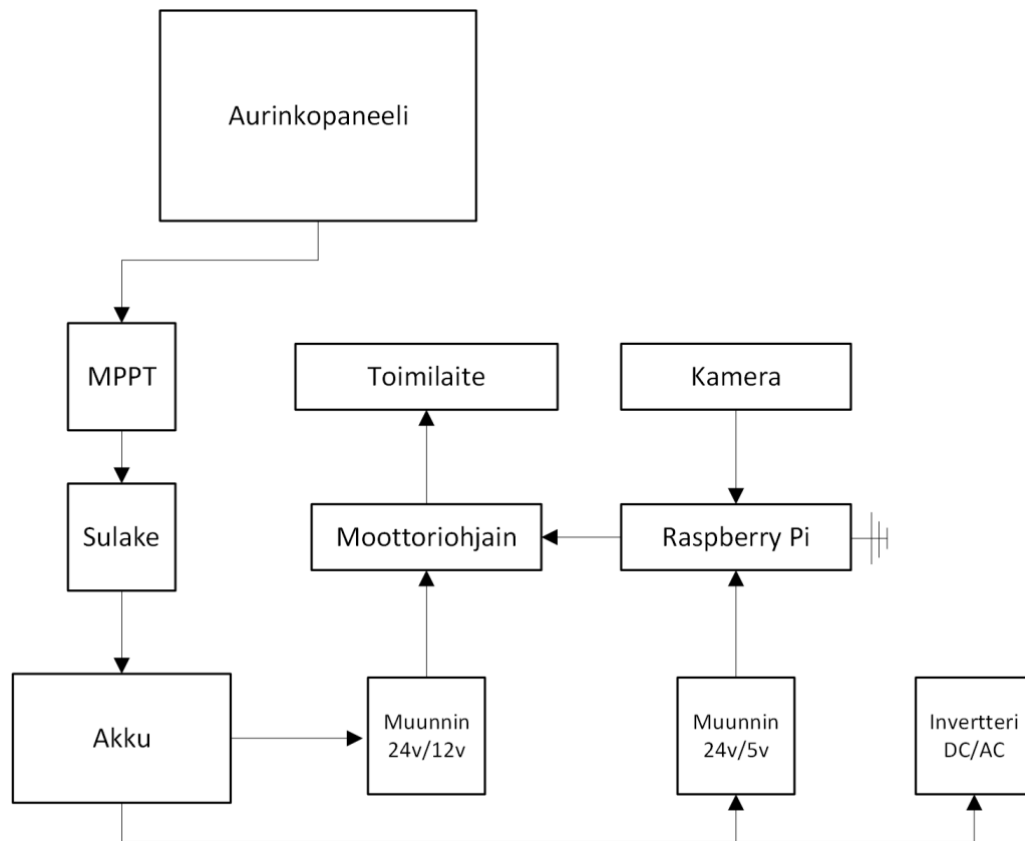 Aurinkopaneeli
MPPT
Toimilaite
Kamera
Sulake
Moottoriohjain
Raspberry Pi
Akku
Muunnin
24v/12v
Muunnin
24v/5v
Invertteri
DC/AC